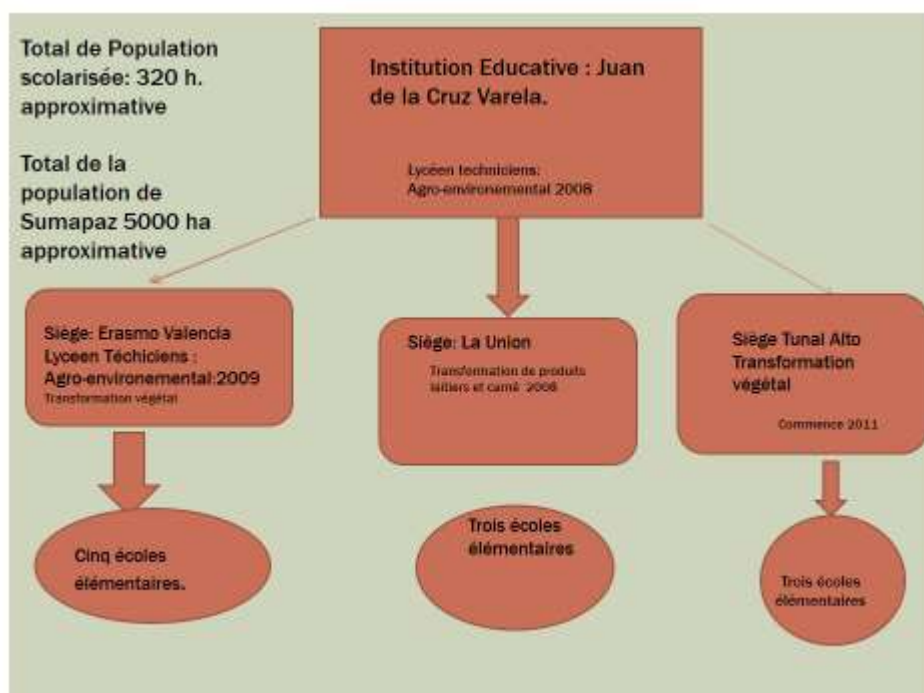 Total de Population
scolarisée: 320 h.
approximative
Total de la
population de
Sumapaz 5000 ha
approximative
Institution Educative : Juan
de la Cruz Varela.
Lycéen techniciens:
Agro-environemental 2008
Siège: Erasmo Valencia
Lyceen Téchiciens :
Agro-environemental:2009
Transformation végétal
Siège: La Union
Transformation de produits
laitiers et carné 2008
Siège Tunal Alto
Transformation
végétal
Commence 2011
Cinq écoles
élémentaires.
Trois écoles
élémentaires
Trois écoles
élémentaires